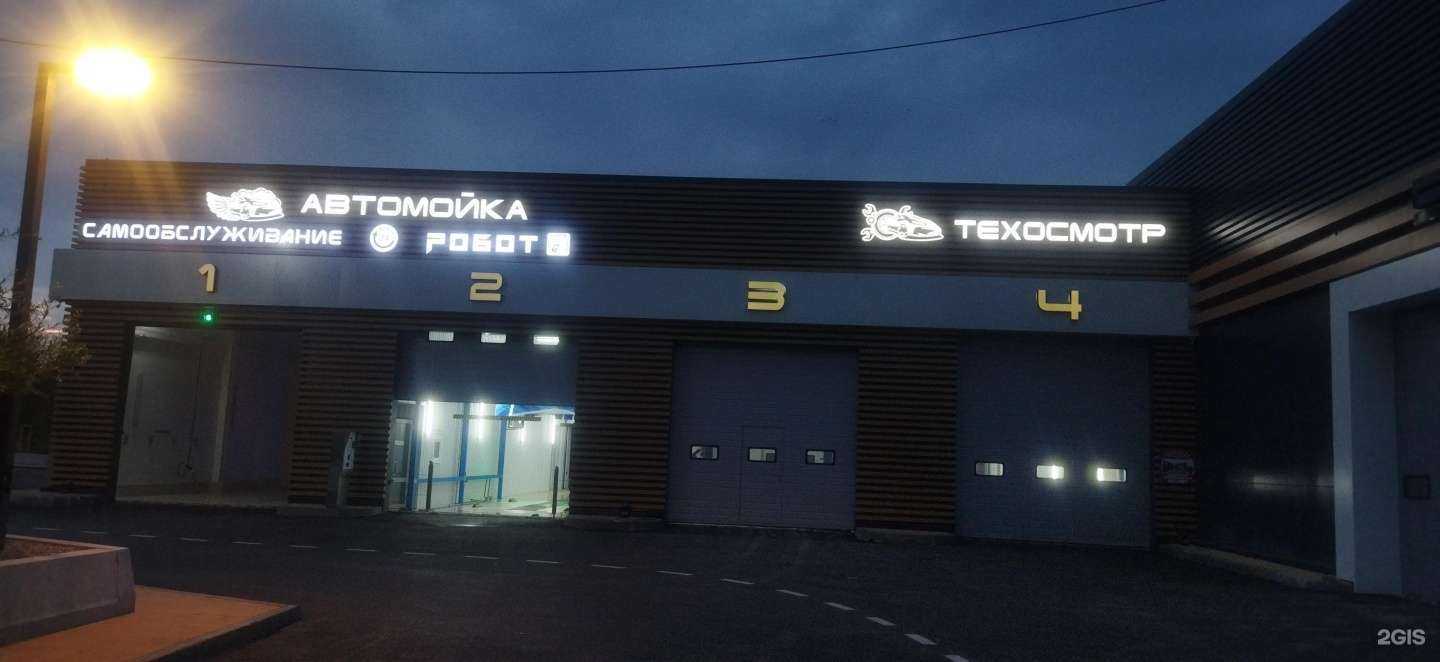 АВТОМОЙКА
САМООБСЛУЖИВАНИЕ РОБОТ
ТЕХОСМОТР
1 2 3 4
2GIS